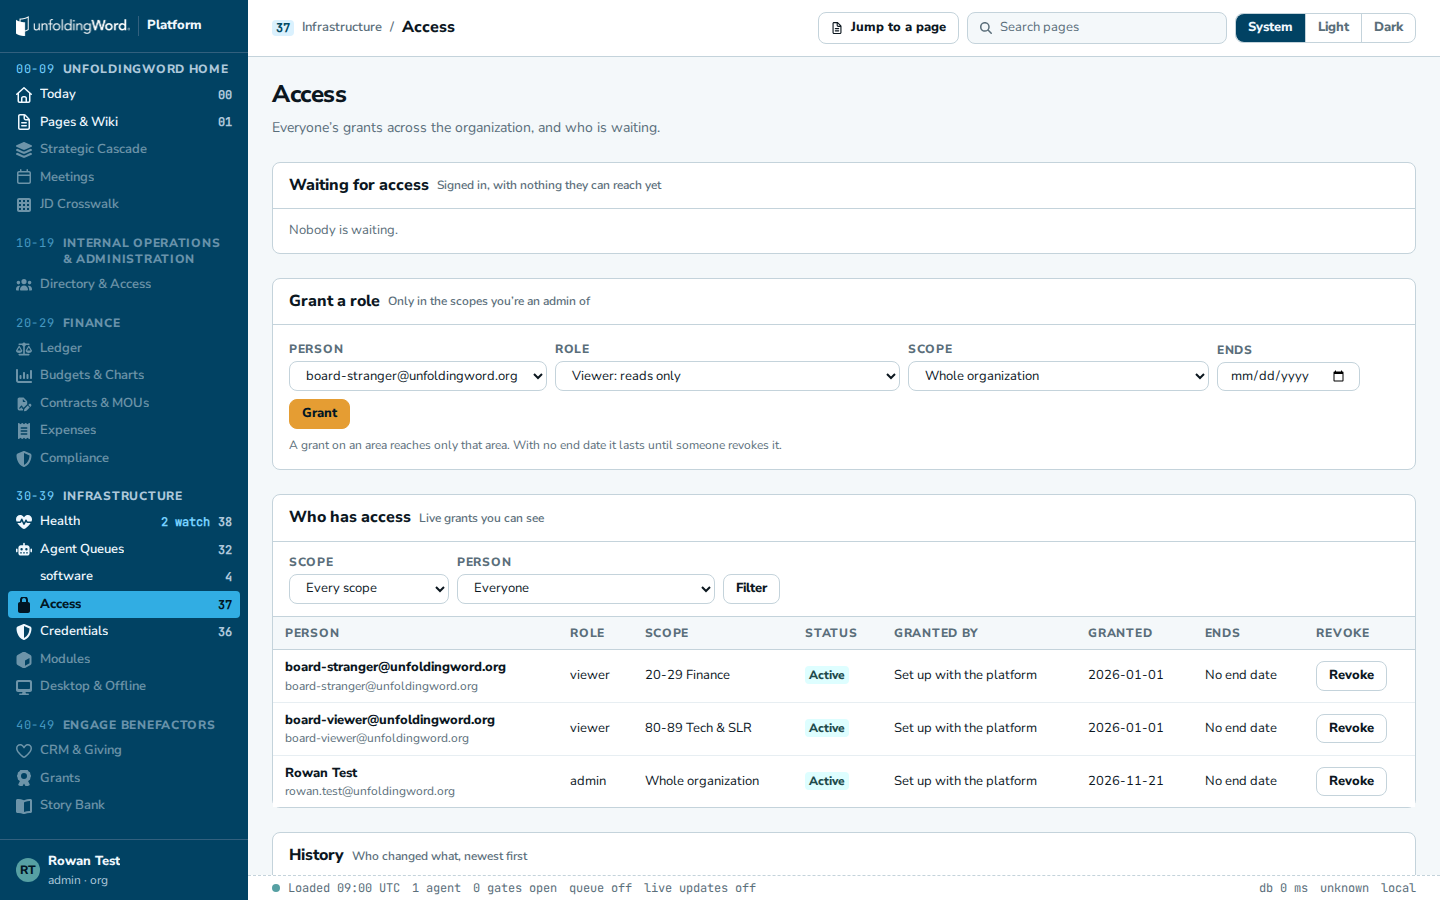 unfoldingWord. Platform
00-09 UNFOLDINGWORD HOME
Today 00
Pages & Wiki 01
Strategic Cascade
Meetings
JD Crosswalk
10-19 INTERNAL OPERATIONS
& ADMINISTRATION
Directory & Access
20-29 FINANCE
Ledger
Budgets & Charts
Contracts & MOUs
Expenses
Compliance
30-39 INFRASTRUCTURE
Health 2 watch 38
Agent Queues 32
software 4
Access 37
Credentials 36
Modules
Desktop & Offline
40-49 ENGAGE BENEFACTORS
CRM & Giving
Grants
Story Bank
RT Rowan Test
admin · org
37 Infrastructure / Access
Jump to a page
Search pages
System Light Dark
Access
Everyone's grants across the organization, and who is waiting.
Waiting for access Signed in, with nothing they can reach yet
Nobody is waiting.
Grant a role Only in the scopes you're an admin of
PERSON ROLE SCOPE ENDS
board-stranger@unfoldingword.org Viewer: reads only Whole organization mm/dd/yyyy
Grant
A grant on an area reaches only that area. With no end date it lasts until someone revokes it.
Who has access Live grants you can see
SCOPE PERSON
Every scope Everyone Filter
PERSON ROLE SCOPE STATUS GRANTED BY GRANTED ENDS REVOKE
board-stranger@unfoldingword.org viewer 20-29 Finance Active Set up with the platform 2026-01-01 No end date Revoke
board-stranger@unfoldingword.org
board-viewer@unfoldingword.org viewer 80-89 Tech & SLR Active Set up with the platform 2026-01-01 No end date Revoke
board-viewer@unfoldingword.org
Rowan Test admin Whole organization Active Set up with the platform 2026-11-21 No end date Revoke
rowan.test@unfoldingword.org
History Who changed what, newest first
Loaded 09:00 UTC 1 agent 0 gates open queue off live updates off db 0 ms unknown local